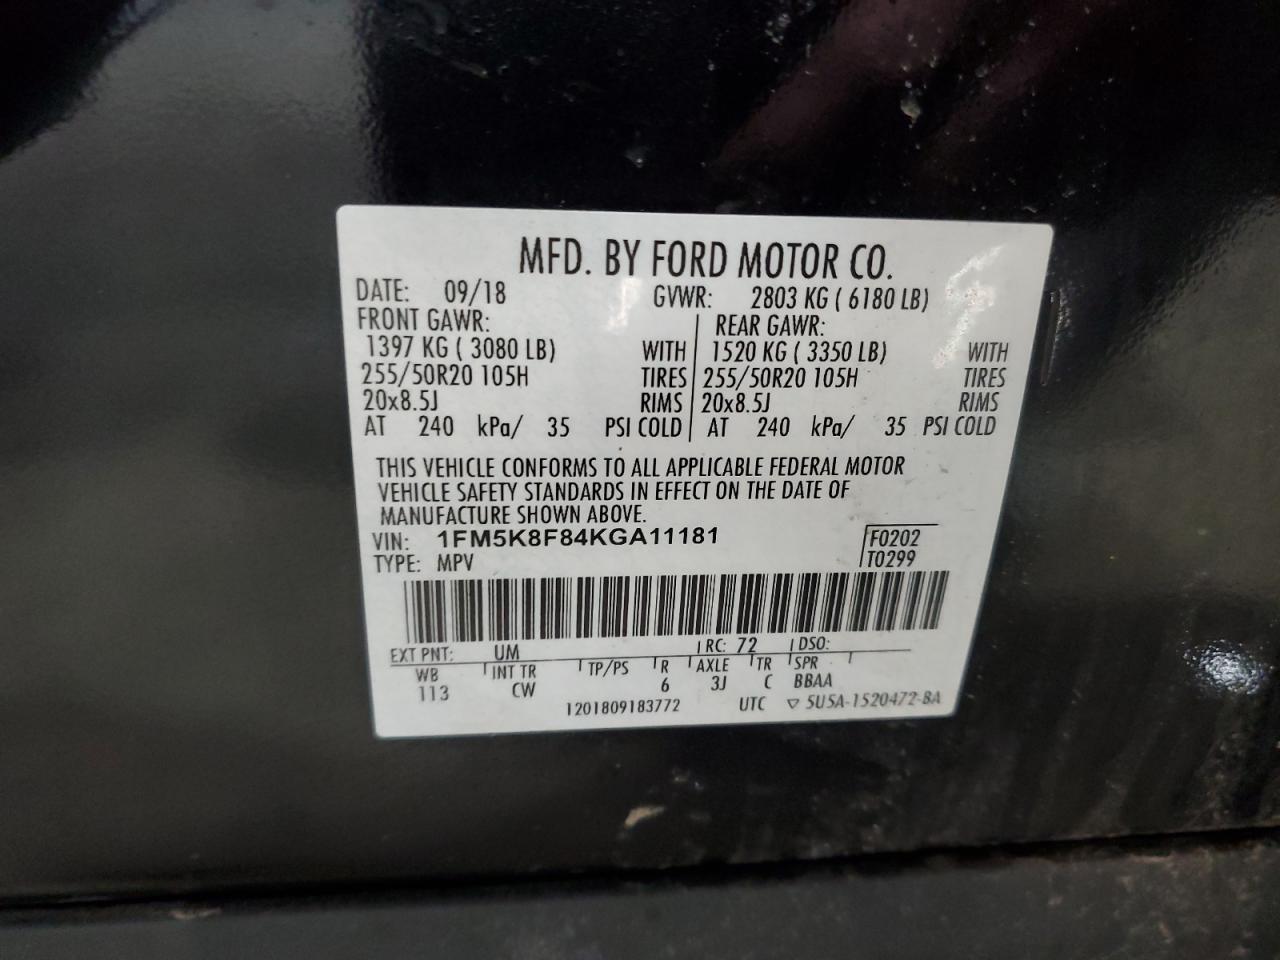 MFD. BY FORD MOTOR CO.
DATE: 09/18 GVWR: 2803 KG ( 6180 LB)
FRONT GAWR: REAR GAWR:
1397 KG ( 3080 LB) WITH 1520 KG ( 3350 LB) WITH
255/50R20 105H TIRES 255/50R20 105H TIRES
20x8.5J RIMS 20x8.5J RIMS
AT 240 kPa/ 35 PSI COLD AT 240 kPa/ 35 PSI COLD
THIS VEHICLE CONFORMS TO ALL APPLICABLE FEDERAL MOTOR
VEHICLE SAFETY STANDARDS IN EFFECT ON THE DATE OF
MANUFACTURE SHOWN ABOVE.
VIN: 1FM5K8F84KGA11181 F0202
TYPE: MPV T0299
EXT PNT: UM RC: 72 DSO:
WB INT TR TP/PS R AXLE TR SPR
113 CW 6 3J C BBAA
1201809183772 UTC ▽ 5U5A-1520472-BA